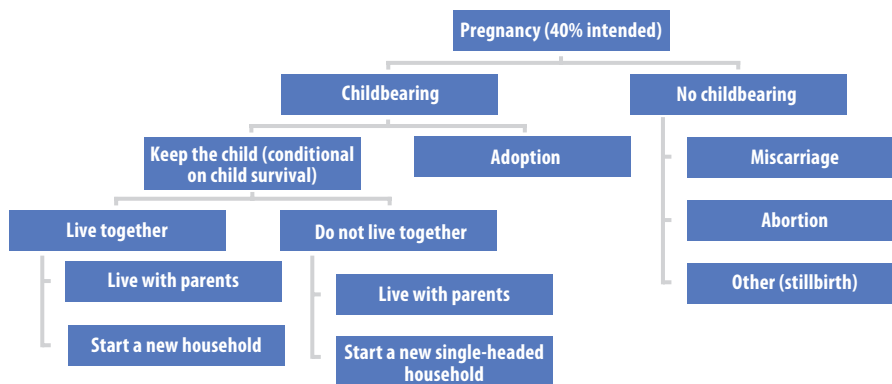 Pregnancy (40% intended)
Childbearing
No childbearing
Keep the child (conditional
on child survival)
Adoption
Miscarriage
Live together
Do not live together
Abortion
Live with parents
Live with parents
Other (stillbirth)
Start a new household
Start a new single-headed
household